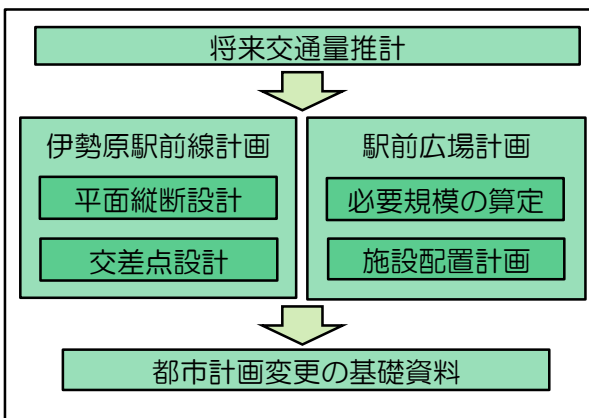 将来交通量推計
伊勢原駅前線計画
平面縦断設計
交差点設計
駅前広場計画
必要規模の算定
施設配置計画
都市計画変更の基礎資料